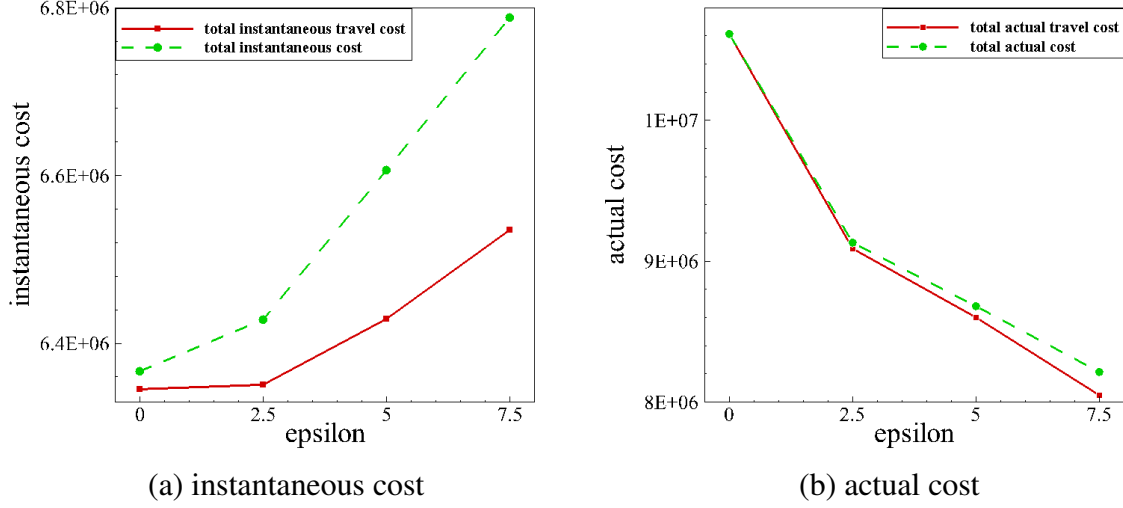 6.8E+06
total instantaneous travel cost
total instantaneous cost
6.6E+06
6.4E+06
instantaneous cost
0
2.5
5
7.5
epsilon
(a) instantaneous cost
total actual travel cost
total actual cost
1E+07
9E+06
8E+06
actual cost
0
2.5
5
7.5
epsilon
(b) actual cost